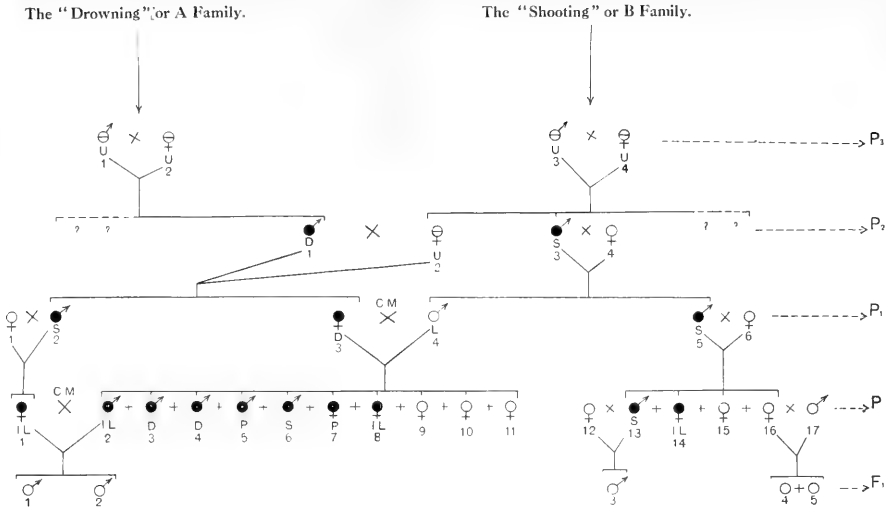 The "Drowning" or A Family.
The "Shooting" or B Family.
U U U U P₃
1 2 3 4
? ? ? ?
D U S P₂
1 2 3 4
C M
S D L S P₁
1 2 3 4 5 6
C M
I L I L D D P S P I L S I L P
1 2 3 4 5 6 7 8 9 10 11 12 13 14 15 16 17
F₁
1 2 3 4 5